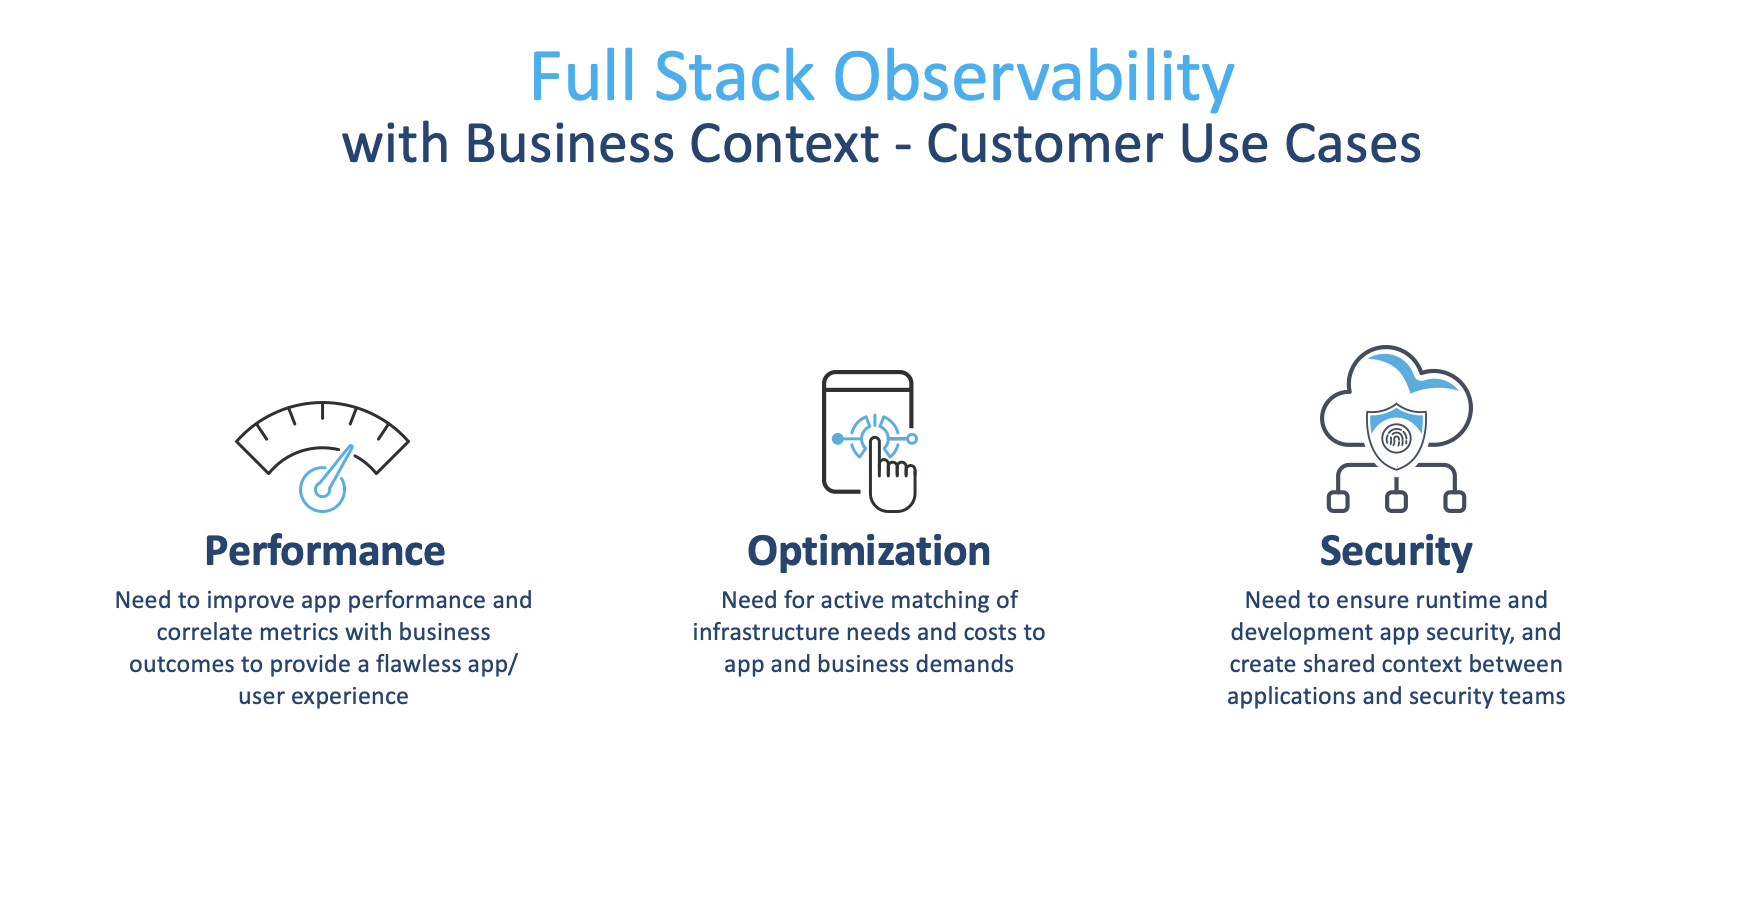 Full Stack Observability
with Business Context - Customer Use Cases
Performance
Need to improve app performance and
correlate metrics with business
outcomes to provide a flawless app/
user experience
Optimization
Need for active matching of
infrastructure needs and costs to
app and business demands
Security
Need to ensure runtime and
development app security, and
create shared context between
applications and security teams